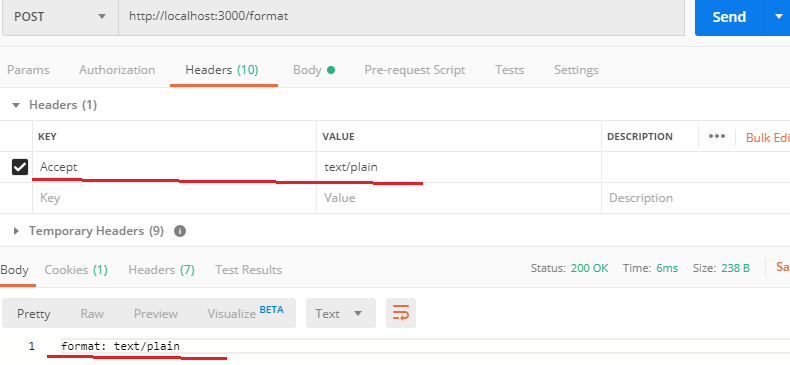 POST http://localhost:3000/format Send
Params Authorization Headers (10) Body Pre-request Script Tests Settings
Headers (1)
KEY VALUE DESCRIPTION ••• Bulk Edi
Accept text/plain
Key Value Description
Temporary Headers (9) i
Body Cookies (1) Headers (7) Test Results Status: 200 OK Time: 6ms Size: 238 B Sa
Pretty Raw Preview Visualize BETA Text
1 format: text/plain